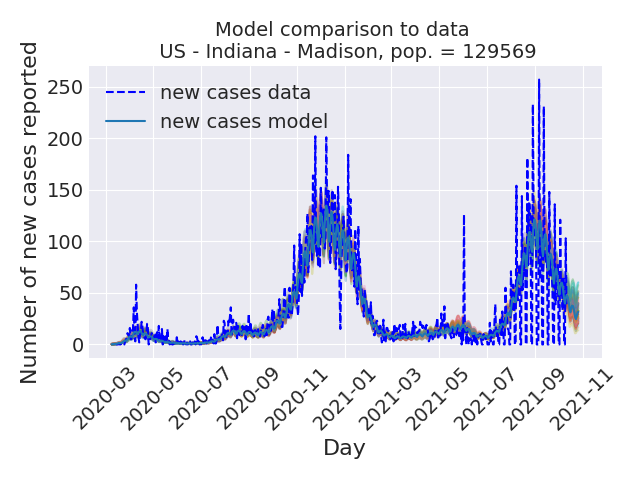 Model comparison to data
US - Indiana - Madison, pop. = 129569
Number of new cases reported
250
200
150
100
50
0
new cases data
new cases model
2020-03
2020-05
2020-07
2020-09
2020-11
2021-01
2021-03
2021-05
2021-07
2021-09
2021-11
Day